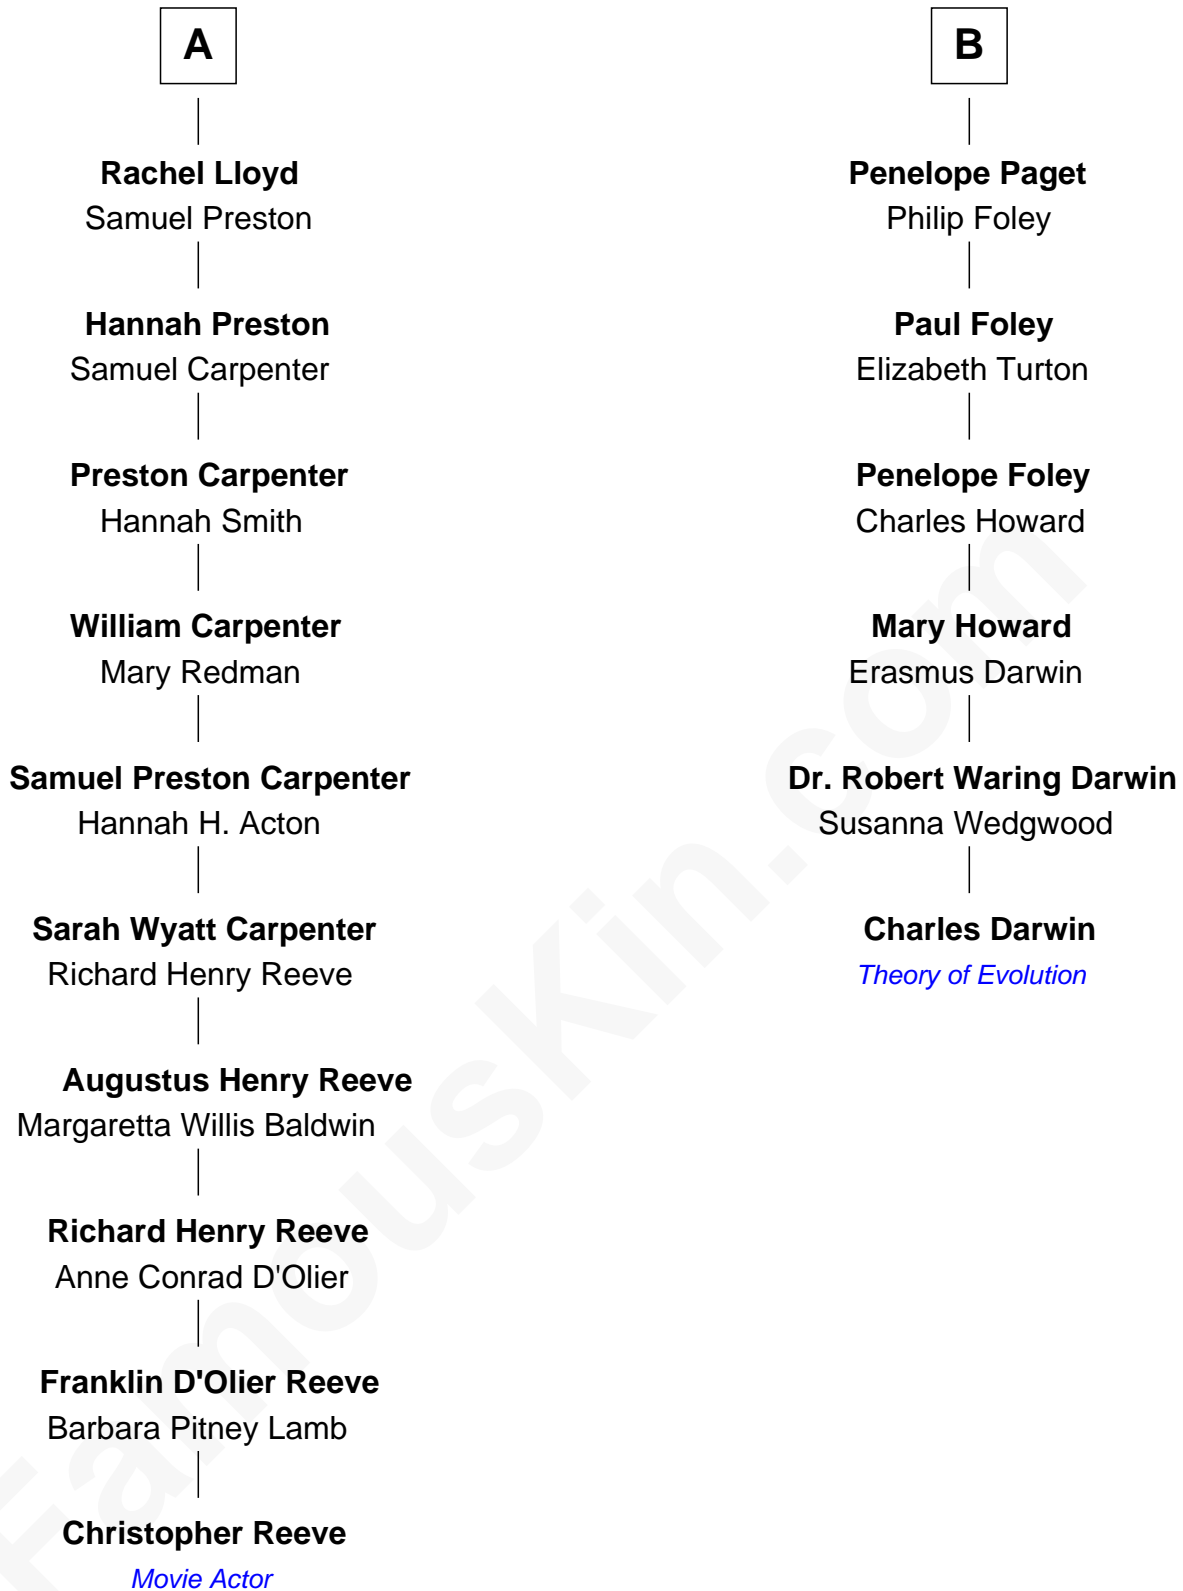 A
Rachel Lloyd
Samuel Preston
Hannah Preston
Samuel Carpenter
Preston Carpenter
Hannah Smith
William Carpenter
Mary Redman
Samuel Preston Carpenter
Hannah H. Acton
Sarah Wyatt Carpenter
Richard Henry Reeve
Augustus Henry Reeve
Margaretta Willis Baldwin
Richard Henry Reeve
Anne Conrad D'Olier
Franklin D'Olier Reeve
Barbara Pitney Lamb
Christopher Reeve
Movie Actor
B
Penelope Paget
Philip Foley
Paul Foley
Elizabeth Turton
Penelope Foley
Charles Howard
Mary Howard
Erasmus Darwin
Dr. Robert Waring Darwin
Susanna Wedgwood
Charles Darwin
Theory of Evolution
FamousKin.com